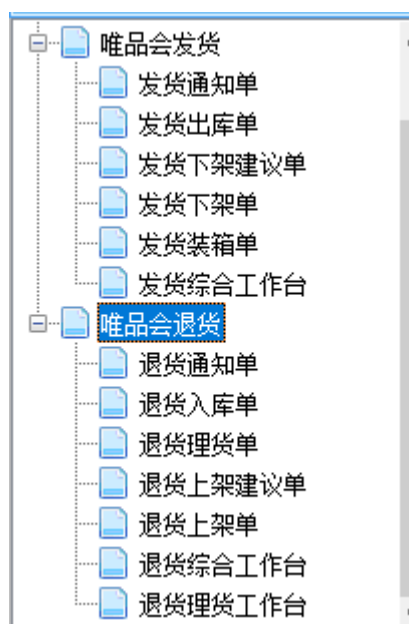 唯品会发货
发货通知单
发货出库单
发货下架建议单
发货下架单
发货装箱单
发货综合工作台
唯品会退货
退货通知单
退货入库单
退货理货单
退货上架建议单
退货上架单
退货综合工作台
退货理货工作台